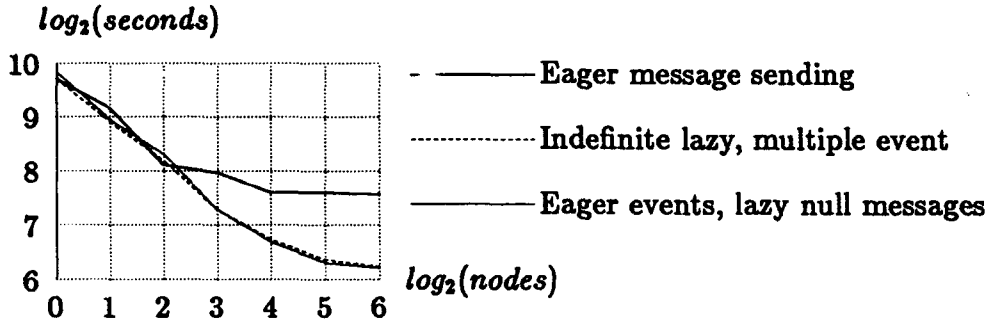 log₂(seconds)
10
9
8
7
6
0 1 2 3 4 5 6
log₂(nodes)
Eager message sending
Indefinite lazy, multiple event
Eager events, lazy null messages